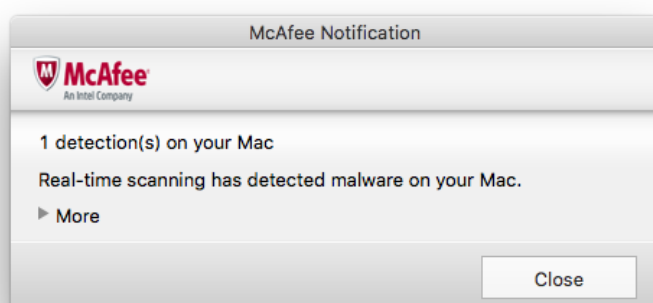 McAfee Notification
McAfee
An Intel Company
1 detection(s) on your Mac
Real-time scanning has detected malware on your Mac.
More
Close